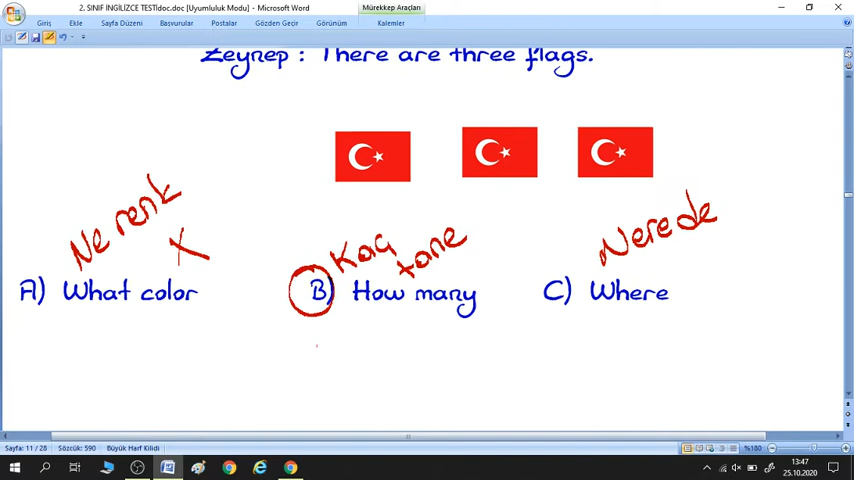 2. SINIF İNGİLİZCE TESTİdoc.doc [Uyumluluk Modu] - Microsoft Word
Mürekkep Araçları
Giriş Ekle Sayfa Düzeni Başvurular Postalar Gözden Geçir Görünüm Kalemler
Zeynep : There are three flags.
Ne renk
X
Kaç tane
Nerede
A) What color B) How many C) Where
Sayfa: 11 / 28 Sözcük: 590 Büyük Harf Kilidi %180
13:47
25.10.2020